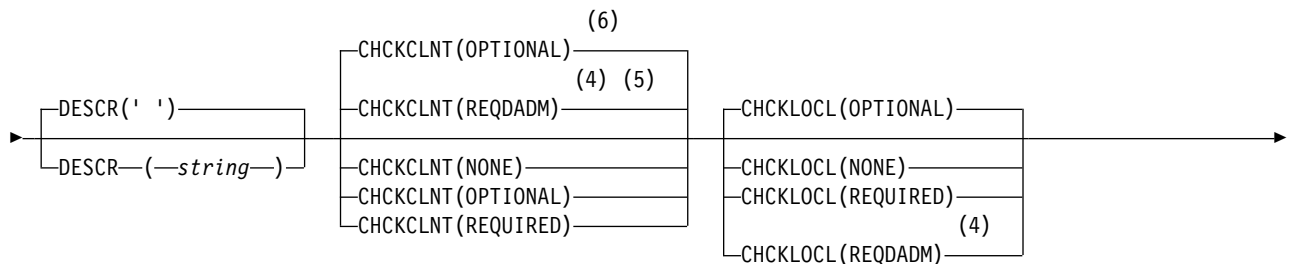 (6)
CHCKCLNT(OPTIONAL)
(4) (5)
DESCR(' ') CHCKCLNT(REQDADM) CHCKLOCL(OPTIONAL)
DESCR ( string ) CHCKCLNT(NONE) CHCKLOCL(NONE)
CHCKCLNT(OPTIONAL) CHCKLOCL(REQUIRED)
CHCKCLNT(REQUIRED) (4)
CHCKLOCL(REQDADM)